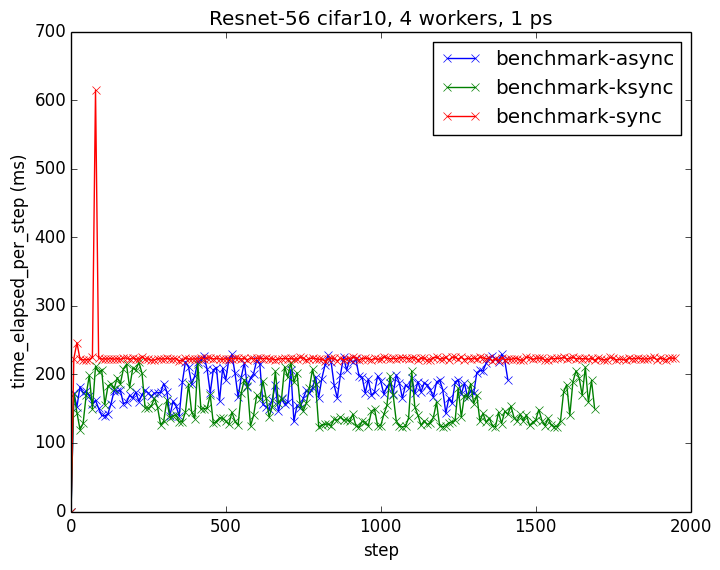 Resnet-56 cifar10, 4 workers, 1 ps
700
600
500
400
300
200
100
0
time_elapsed_per_step (ms)
benchmark-async
benchmark-ksync
benchmark-sync
0
500
1000
1500
2000
step